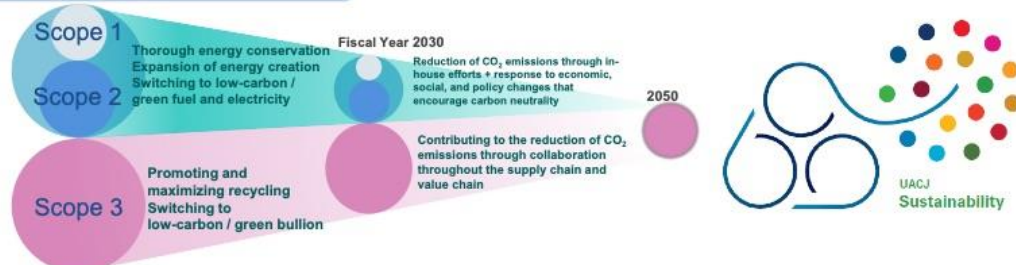 Scope 1
Scope 2
Thorough energy conservation
Expansion of energy creation
Switching to low-carbon /
green fuel and electricity
Scope 3
Promoting and
maximizing recycling
Switching to
low-carbon / green bullion
Fiscal Year 2030
Reduction of CO₂ emissions through in-
house efforts + response to economic,
social, and policy changes that
encourage carbon neutrality
Contributing to the reduction of CO₂
emissions through collaboration
throughout the supply chain and
value chain
2050
UACJ
Sustainability